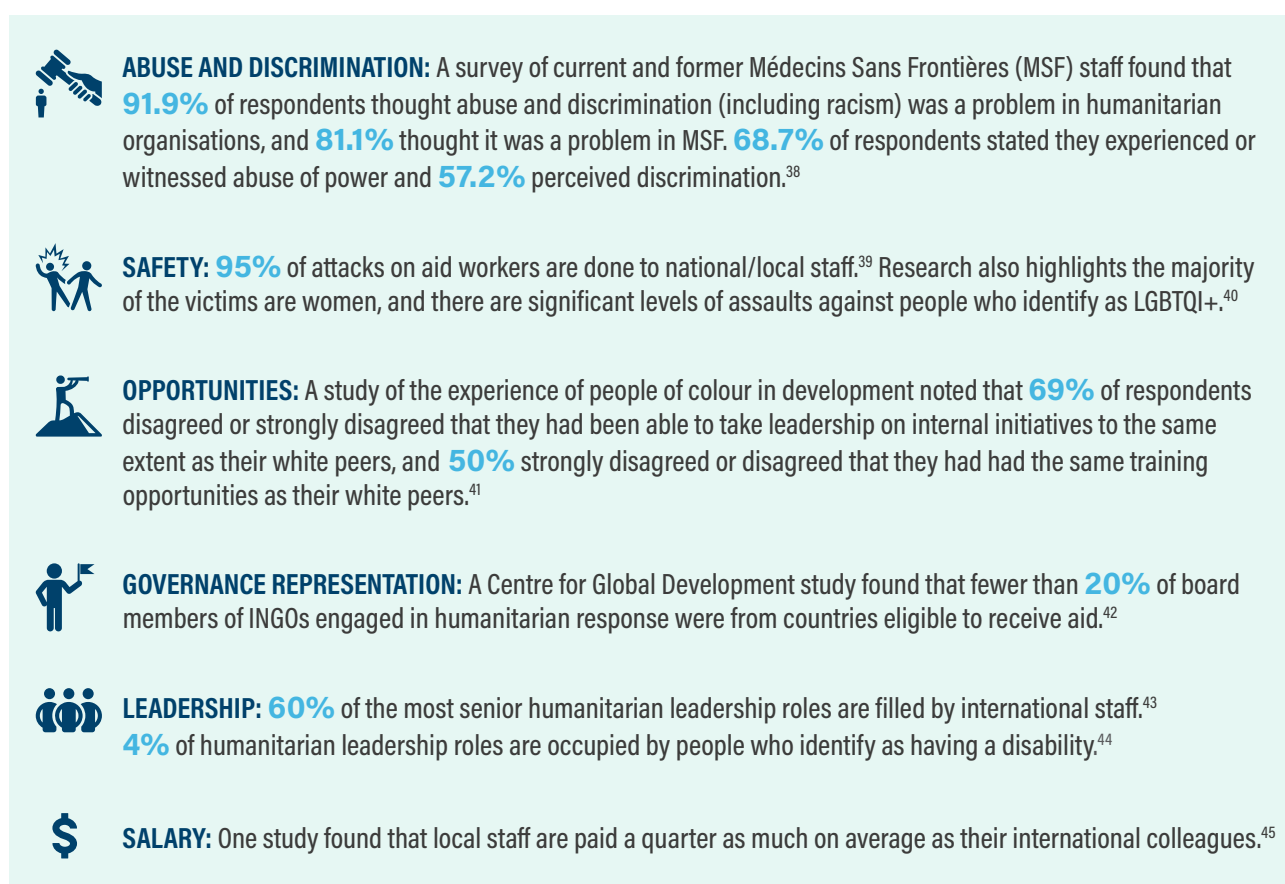 ABUSE AND DISCRIMINATION: A survey of current and former Médecins Sans Frontières (MSF) staff found that
91.9% of respondents thought abuse and discrimination (including racism) was a problem in humanitarian
organisations, and 81.1% thought it was a problem in MSF. 68.7% of respondents stated they experienced or
witnessed abuse of power and 57.2% perceived discrimination.38
SAFETY: 95% of attacks on aid workers are done to national/local staff.39 Research also highlights the majority
of the victims are women, and there are significant levels of assaults against people who identify as LGBTQI+.40
OPPORTUNITIES: A study of the experience of people of colour in development noted that 69% of respondents
disagreed or strongly disagreed that they had been able to take leadership on internal initiatives to the same
extent as their white peers, and 50% strongly disagreed or disagreed that they had had the same training
opportunities as their white peers.41
GOVERNANCE REPRESENTATION: A Centre for Global Development study found that fewer than 20% of board
members of INGOs engaged in humanitarian response were from countries eligible to receive aid.42
LEADERSHIP: 60% of the most senior humanitarian leadership roles are filled by international staff.43
4% of humanitarian leadership roles are occupied by people who identify as having a disability.44
$
SALARY: One study found that local staff are paid a quarter as much on average as their international colleagues.45